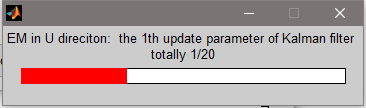 EM in U direciton:  the 1th update parameter of Kalman filter
totally 1/20